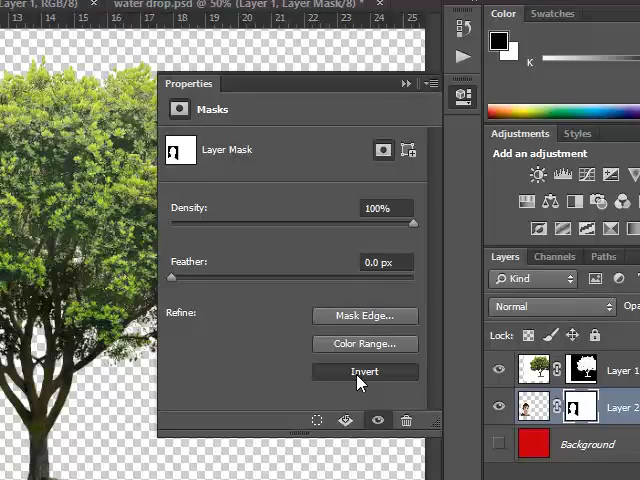 Layer 1, RGB/8)
water drop.psd @ 50% (Layer 1, Layer Mask/8) *
13 14 15 16 17 18 19 20 21 22 23 24 25
Properties
Masks
Layer Mask
Density: 100%
Feather: 0.0 px
Refine:
Mask Edge...
Color Range...
Invert
Color Swatches
K
Adjustments Styles
Add an adjustment
Layers Channels Paths
Kind
Normal Opa
Lock:
Layer 1
Layer 2
Background